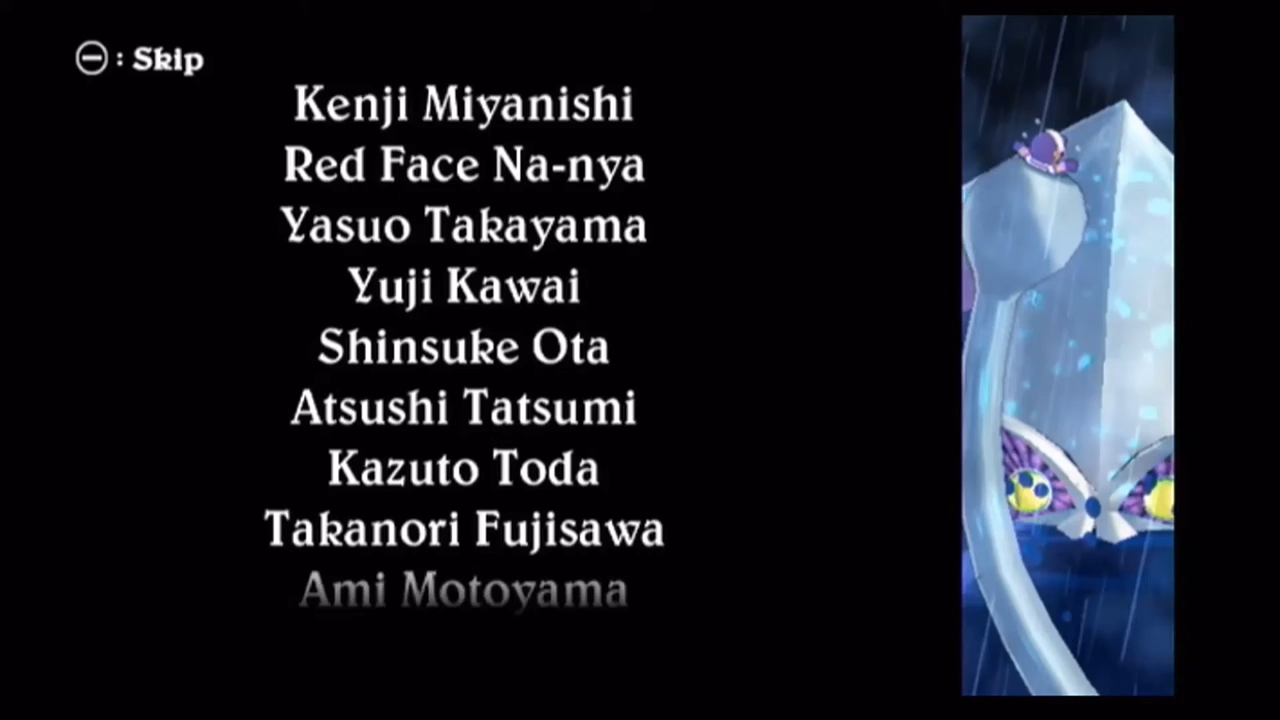 ⊖ : Skip
Kenji Miyanishi
Red Face Na-nya
Yasuo Takayama
Yuji Kawai
Shinsuke Ota
Atsushi Tatsumi
Kazuto Toda
Takanori Fujisawa
Ami Motoyama